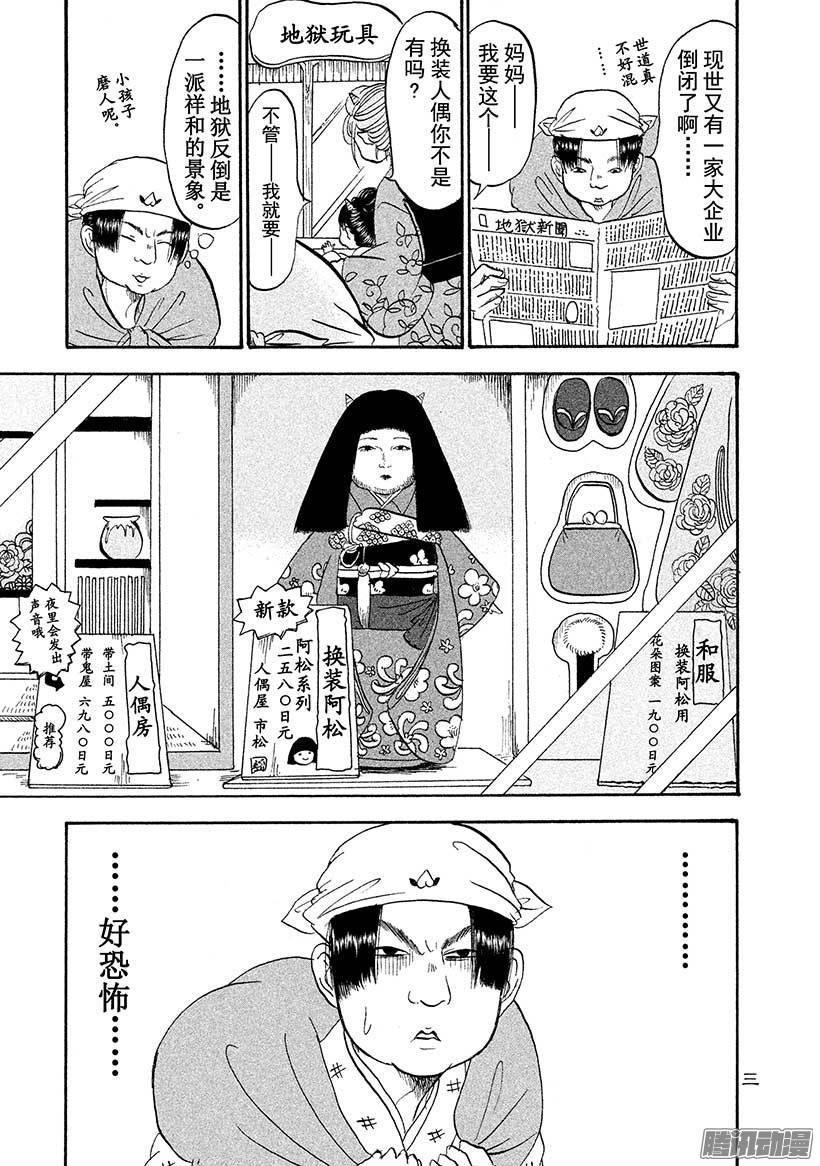 现世又有一家大企业
倒闭了啊……
世道真
不好混
……
地狱新聞
妈妈——
我要这个——
地狱玩具
换装人偶你不是
有吗？
不管——我就要——
……地狱反倒是
一派祥和的景象。
小孩子
磨人呢。
和服
换装阿松用
花朵图案 一九〇〇日元
新款
换装阿松
阿松系列
二五八〇日元
人偶屋 市松
夜里会发出
声音哦
人偶房
带土间 五〇〇〇日元
带鬼屋 六九八〇日元
推荐
……
……好恐怖……
三
腾讯动漫